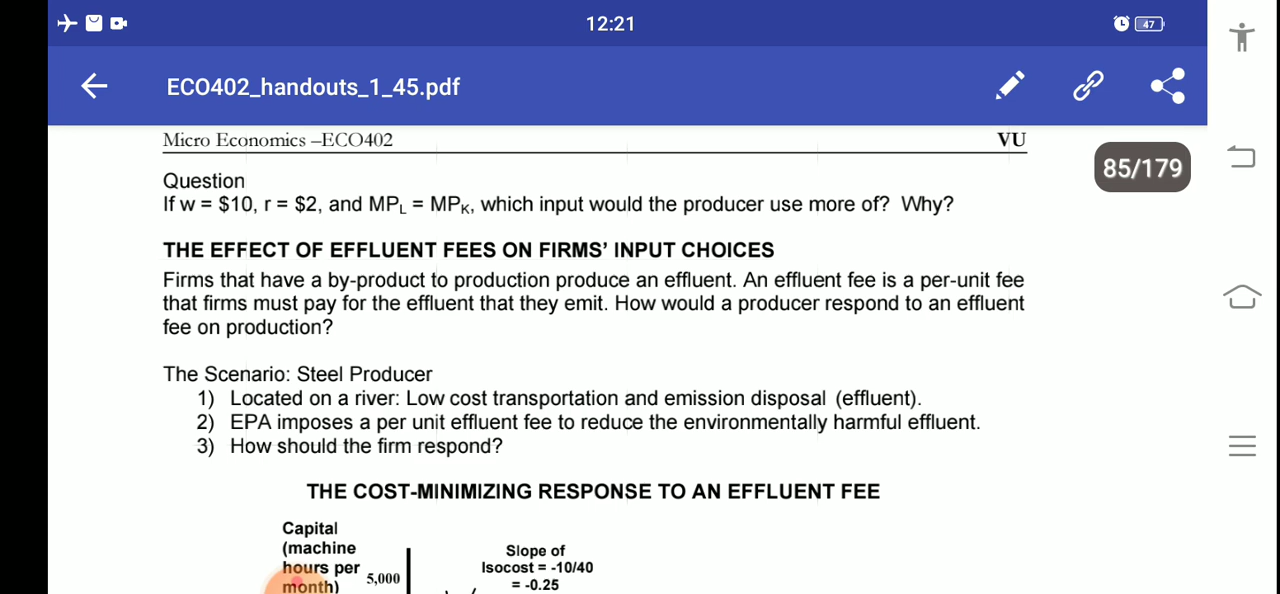 12:21
47
ECO402_handouts_1_45.pdf
Micro Economics –ECO402 VU
85/179
Question
If w = $10, r = $2, and MPL = MPK, which input would the producer use more of? Why?
THE EFFECT OF EFFLUENT FEES ON FIRMS’ INPUT CHOICES
Firms that have a by-product to production produce an effluent. An effluent fee is a per-unit fee
that firms must pay for the effluent that they emit. How would a producer respond to an effluent
fee on production?
The Scenario: Steel Producer
1) Located on a river: Low cost transportation and emission disposal (effluent).
2) EPA imposes a per unit effluent fee to reduce the environmentally harmful effluent.
3) How should the firm respond?
THE COST-MINIMIZING RESPONSE TO AN EFFLUENT FEE
Capital
(machine
hours per
month)
5,000
Slope of
Isocost = -10/40
= -0.25